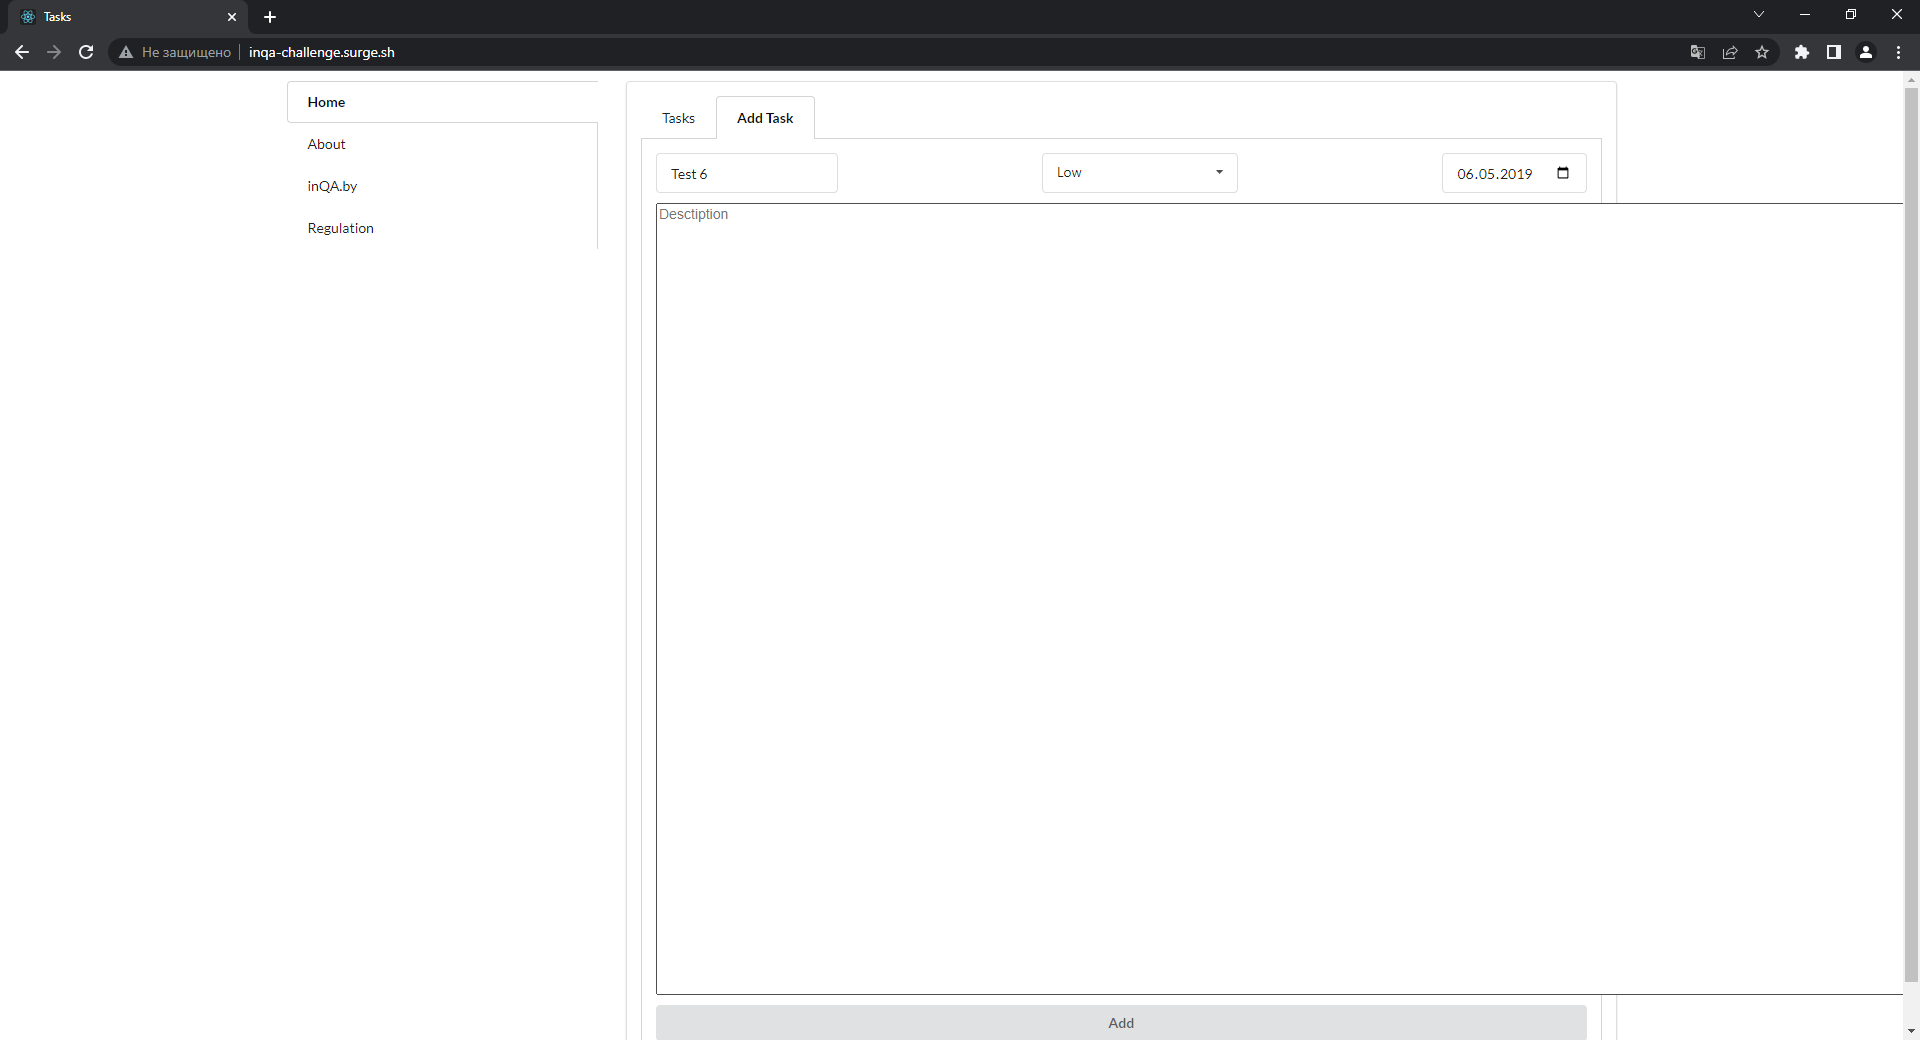 Tasks
Не защищено inqa-challenge.surge.sh
Home
About
inQA.by
Regulation
Tasks Add Task
Test 6 Low 06.05.2019
Desctiption
Add